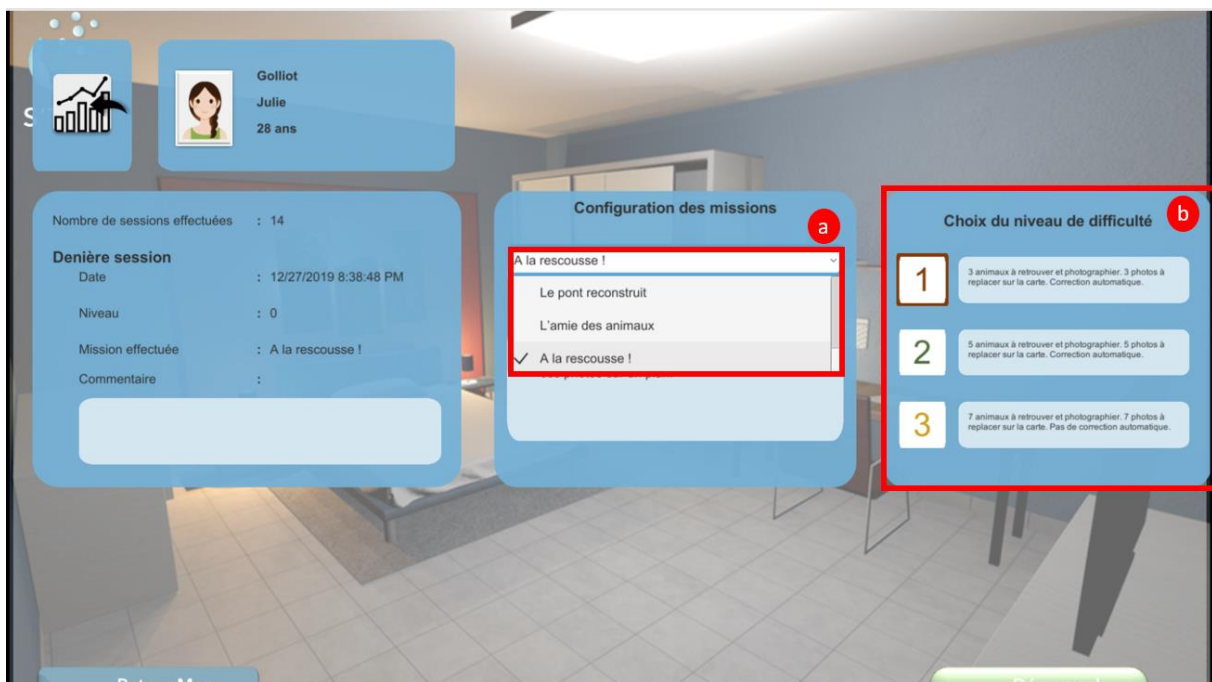 S
Golliot
Julie
28 ans
Nombre de sessions effectuées : 14
Denière session
Date : 12/27/2019 8:38:48 PM
Niveau : 0
Mission effectuée : A la rescousse !
Commentaire :
Configuration des missions
a
A la rescousse !
Le pont reconstruit
L'amie des animaux
A la rescousse !
Choix du niveau de difficulté
b
1
3 animaux à retrouver et photographier. 3 photos à
replacer sur la carte. Correction automatique.
2
5 animaux à retrouver et photographier. 5 photos à
replacer sur la carte. Correction automatique.
3
7 animaux à retrouver et photographier. 7 photos à
replacer sur la carte. Pas de correction automatique.